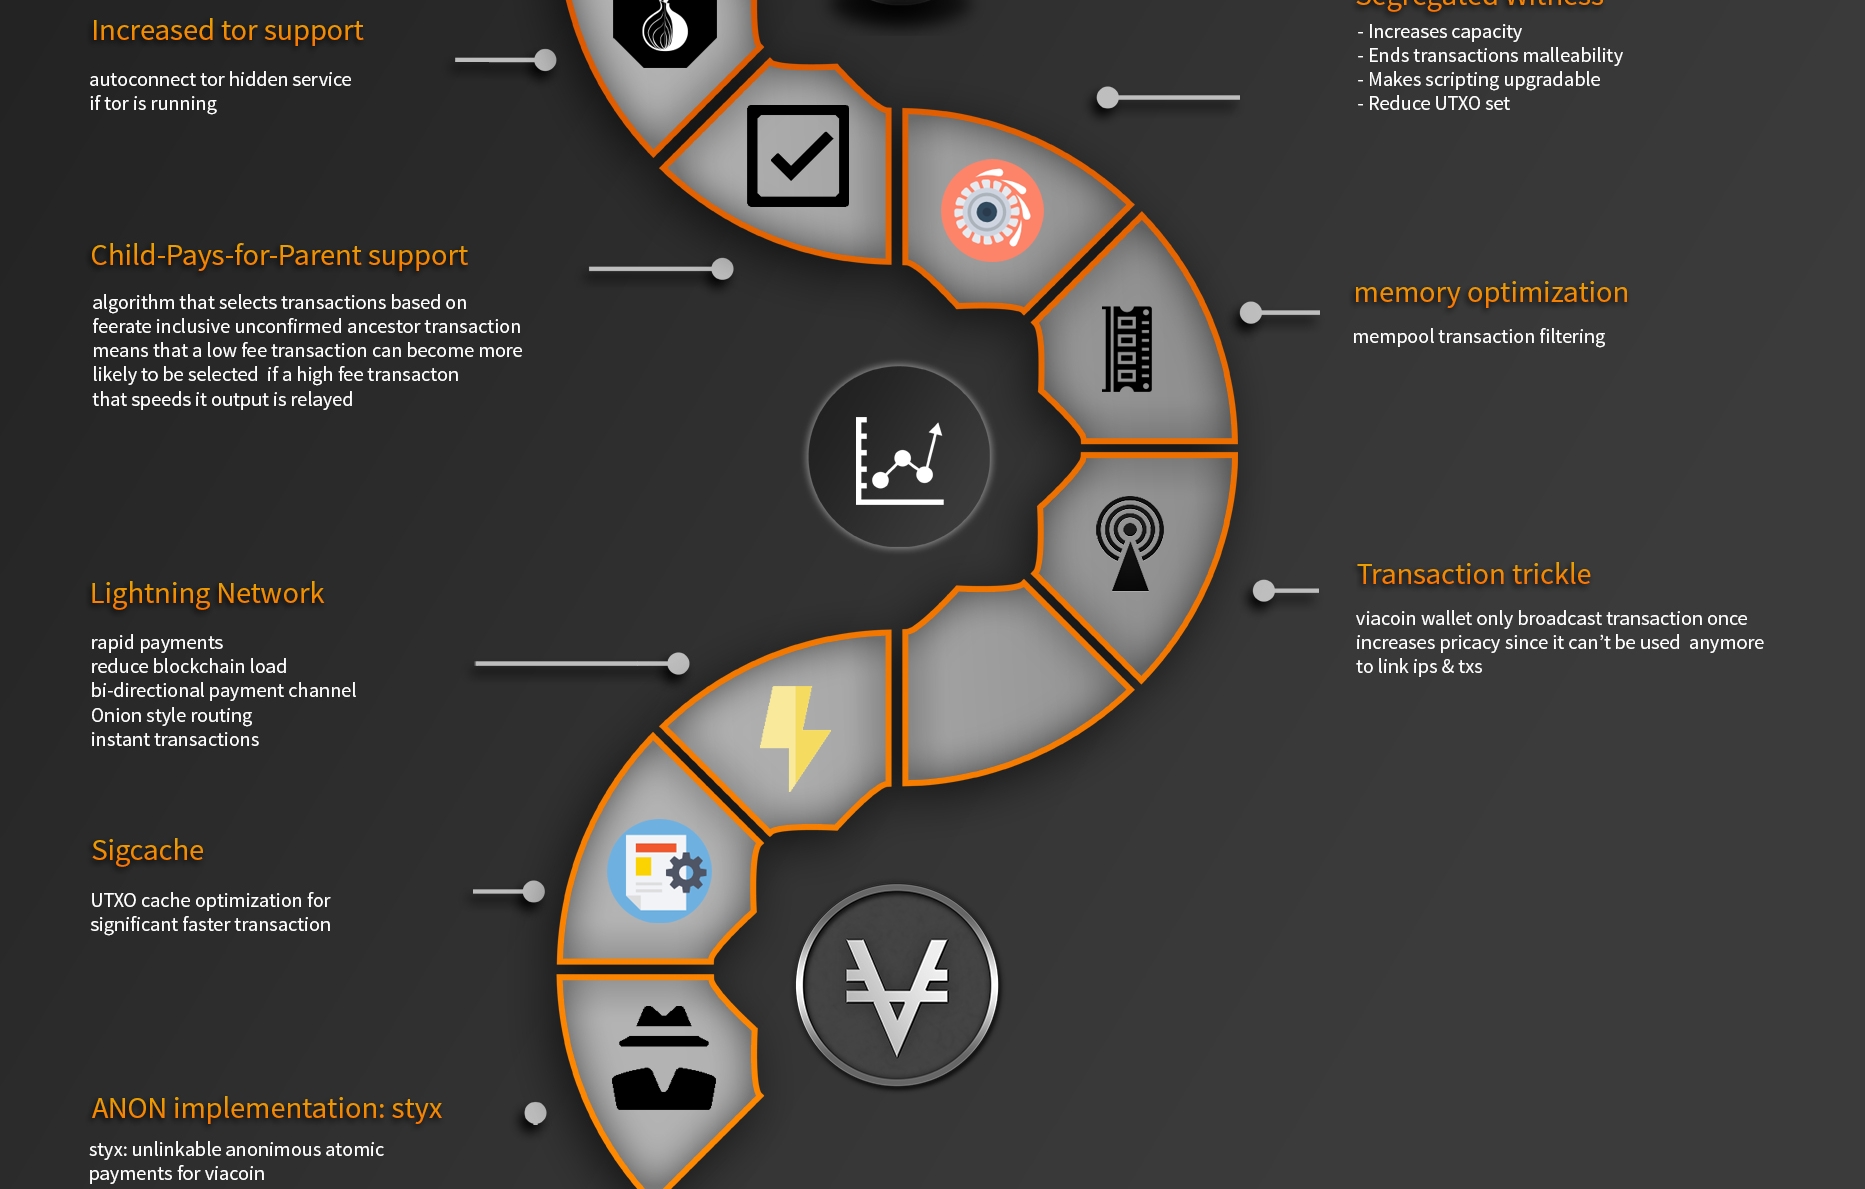 Increased tor support
autoconnect tor hidden service
if tor is running
Segregated Witness
- Increases capacity
- Ends transactions malleability
- Makes scripting upgradable
- Reduce UTXO set
Child-Pays-for-Parent support
algorithm that selects transactions based on
feerate inclusive unconfirmed ancestor transaction
means that a low fee transaction can become more
likely to be selected  if a high fee transacton
that speeds it output is relayed
memory optimization
mempool transaction filtering
Lightning Network
rapid payments
reduce blockchain load
bi-directional payment channel
Onion style routing
instant transactions
Transaction trickle
viacoin wallet only broadcast transaction once
increases pricacy since it can't be used  anymore
to link ips & txs
Sigcache
UTXO cache optimization for
significant faster transaction
ANON implementation: styx
styx: unlinkable anonimous atomic
payments for viacoin